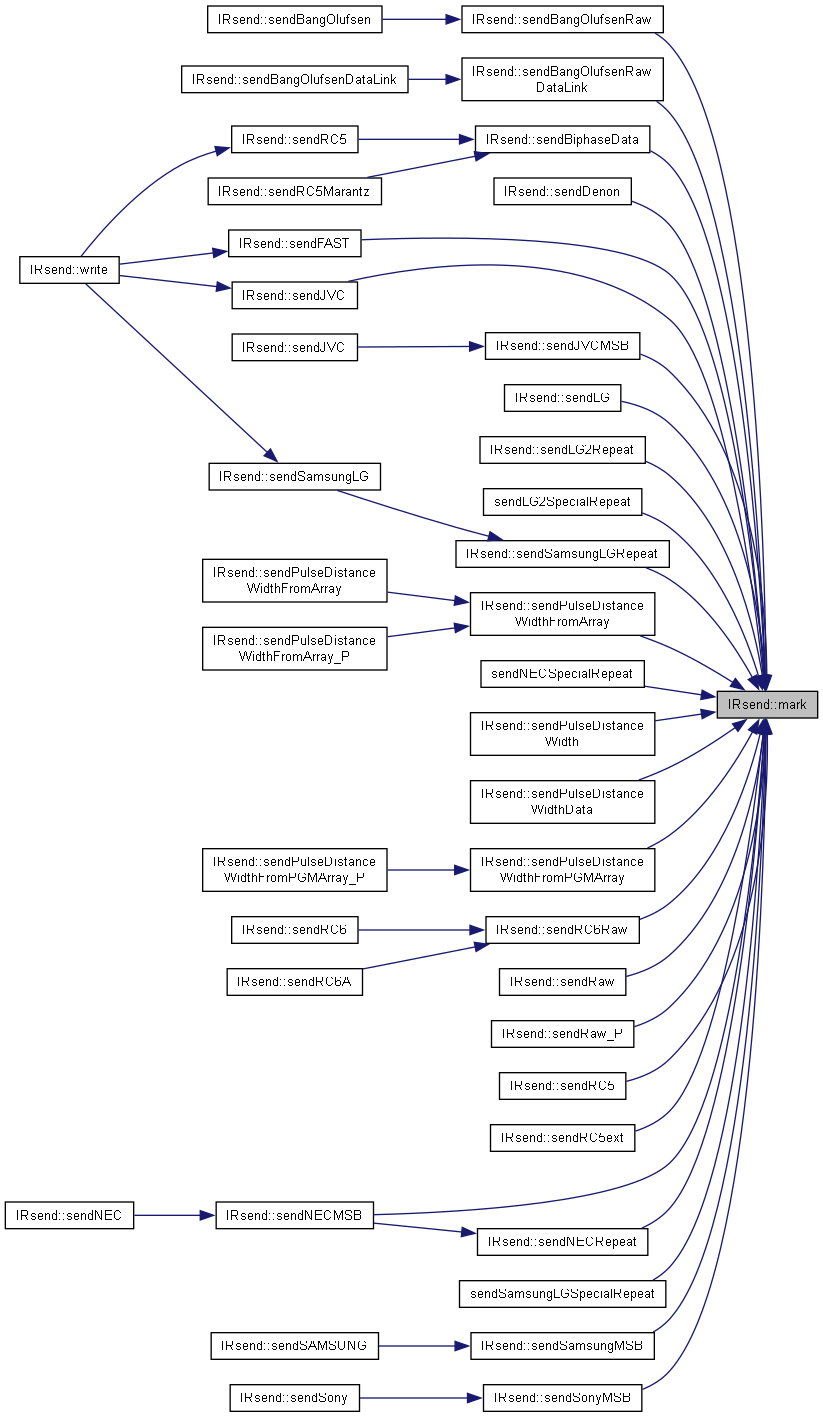 IRsend::sendBangOlufsen
IRsend::sendBangOlufsenRaw
IRsend::sendBangOlufsenDataLink
IRsend::sendBangOlufsenRaw
DataLink
IRsend::sendRC5
IRsend::sendBiphaseData
IRsend::sendRC5Marantz
IRsend::sendDenon
IRsend::sendFAST
IRsend::write
IRsend::sendJVC
IRsend::sendJVC
IRsend::sendJVCMSB
IRsend::sendLG
IRsend::sendLG2Repeat
IRsend::sendSamsungLG
sendLG2SpecialRepeat
IRsend::sendSamsungLGRepeat
IRsend::sendPulseDistance
WidthFromArray
IRsend::sendPulseDistance
WidthFromArray
IRsend::sendPulseDistance
WidthFromArray_P
sendNECSpecialRepeat
IRsend::mark
IRsend::sendPulseDistance
Width
IRsend::sendPulseDistance
WidthData
IRsend::sendPulseDistance
WidthFromPGMArray_P
IRsend::sendPulseDistance
WidthFromPGMArray
IRsend::sendRC6
IRsend::sendRC6Raw
IRsend::sendRC6A
IRsend::sendRaw
IRsend::sendRaw_P
IRsend::sendRC5
IRsend::sendRC5ext
IRsend::sendNEC
IRsend::sendNECMSB
IRsend::sendNECRepeat
sendSamsungLGSpecialRepeat
IRsend::sendSAMSUNG
IRsend::sendSamsungMSB
IRsend::sendSony
IRsend::sendSonyMSB